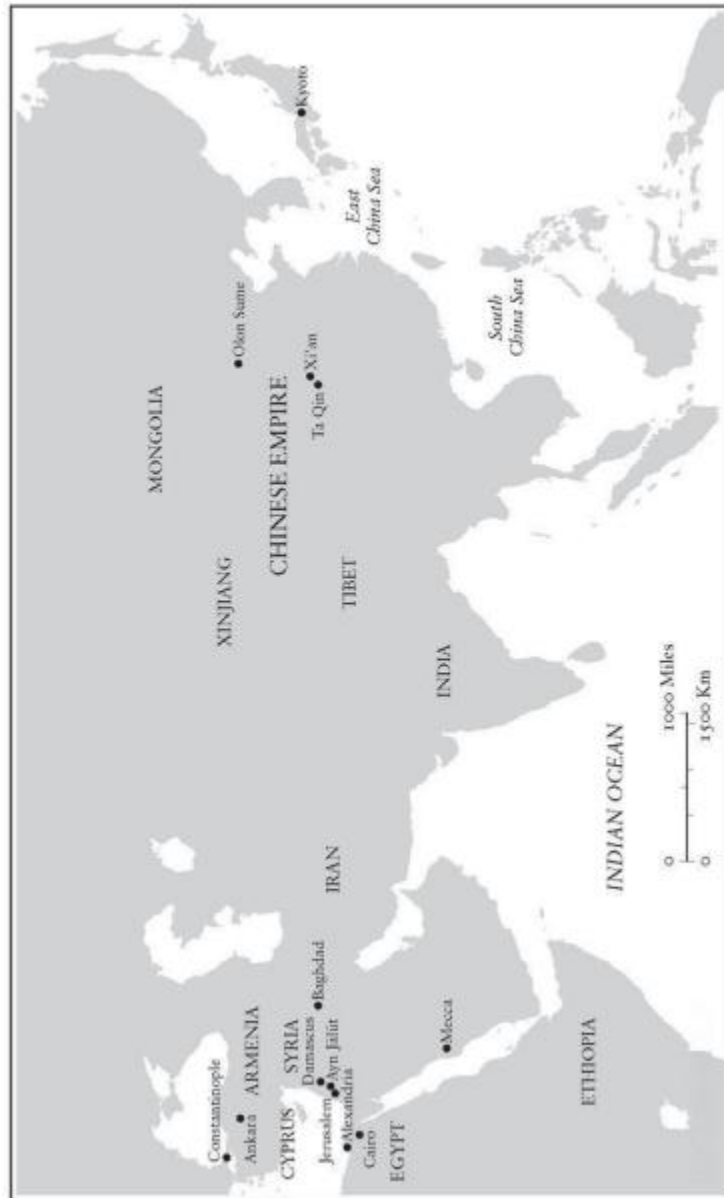 Constantinople
Ankara
ARMENIA
CYPRUS
SYRIA
Damascus
Ayn Jālūt
Jerusalem
Alexandria
Cairo
EGYPT
Baghdad
Mecca
ETHIOPIA
IRAN
MONGOLIA
XINJIANG
CHINESE EMPIRE
TIBET
INDIA
Olon Sume
Xi'an
Ta Qin
Kyoto
East
China Sea
South
China Sea
INDIAN OCEAN
0 1000 Miles
0 1500 Km